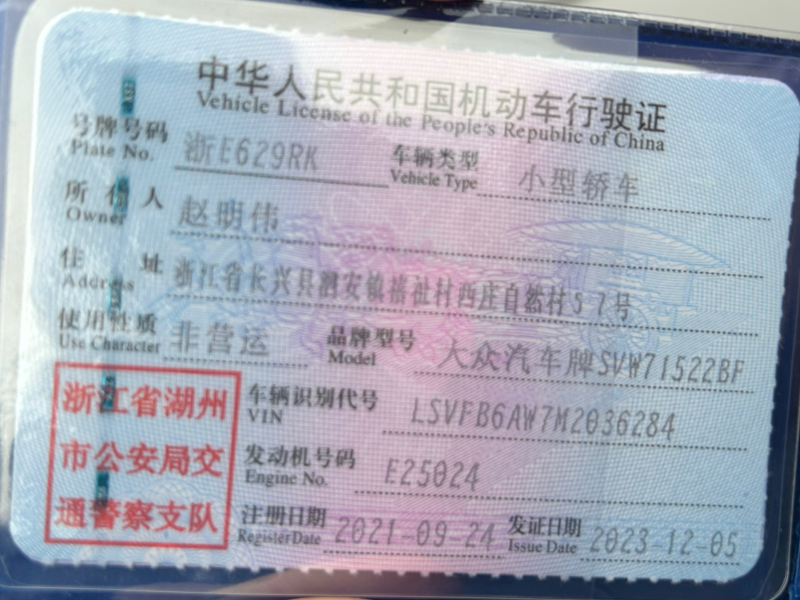 中华人民共和国机动车行驶证
Vehicle License of the People's Republic of China
号牌号码 浙E629RK 车辆类型 小型轿车
Plate No. Vehicle Type
所有人 赵明伟
Owner
住址 浙江省长兴县泗安镇福祉村西庄自然村57号
Address
使用性质 非营运 品牌型号 大众汽车牌SVW71522BF
Use Character Model
浙江省湖州 车辆识别代号 LSVFB6AW7M2036284
VIN
市公安局交 发动机号码 E25024
Engine No.
通警察支队 注册日期 2021-09-24 发证日期 2023-12-05
Register Date Issue Date